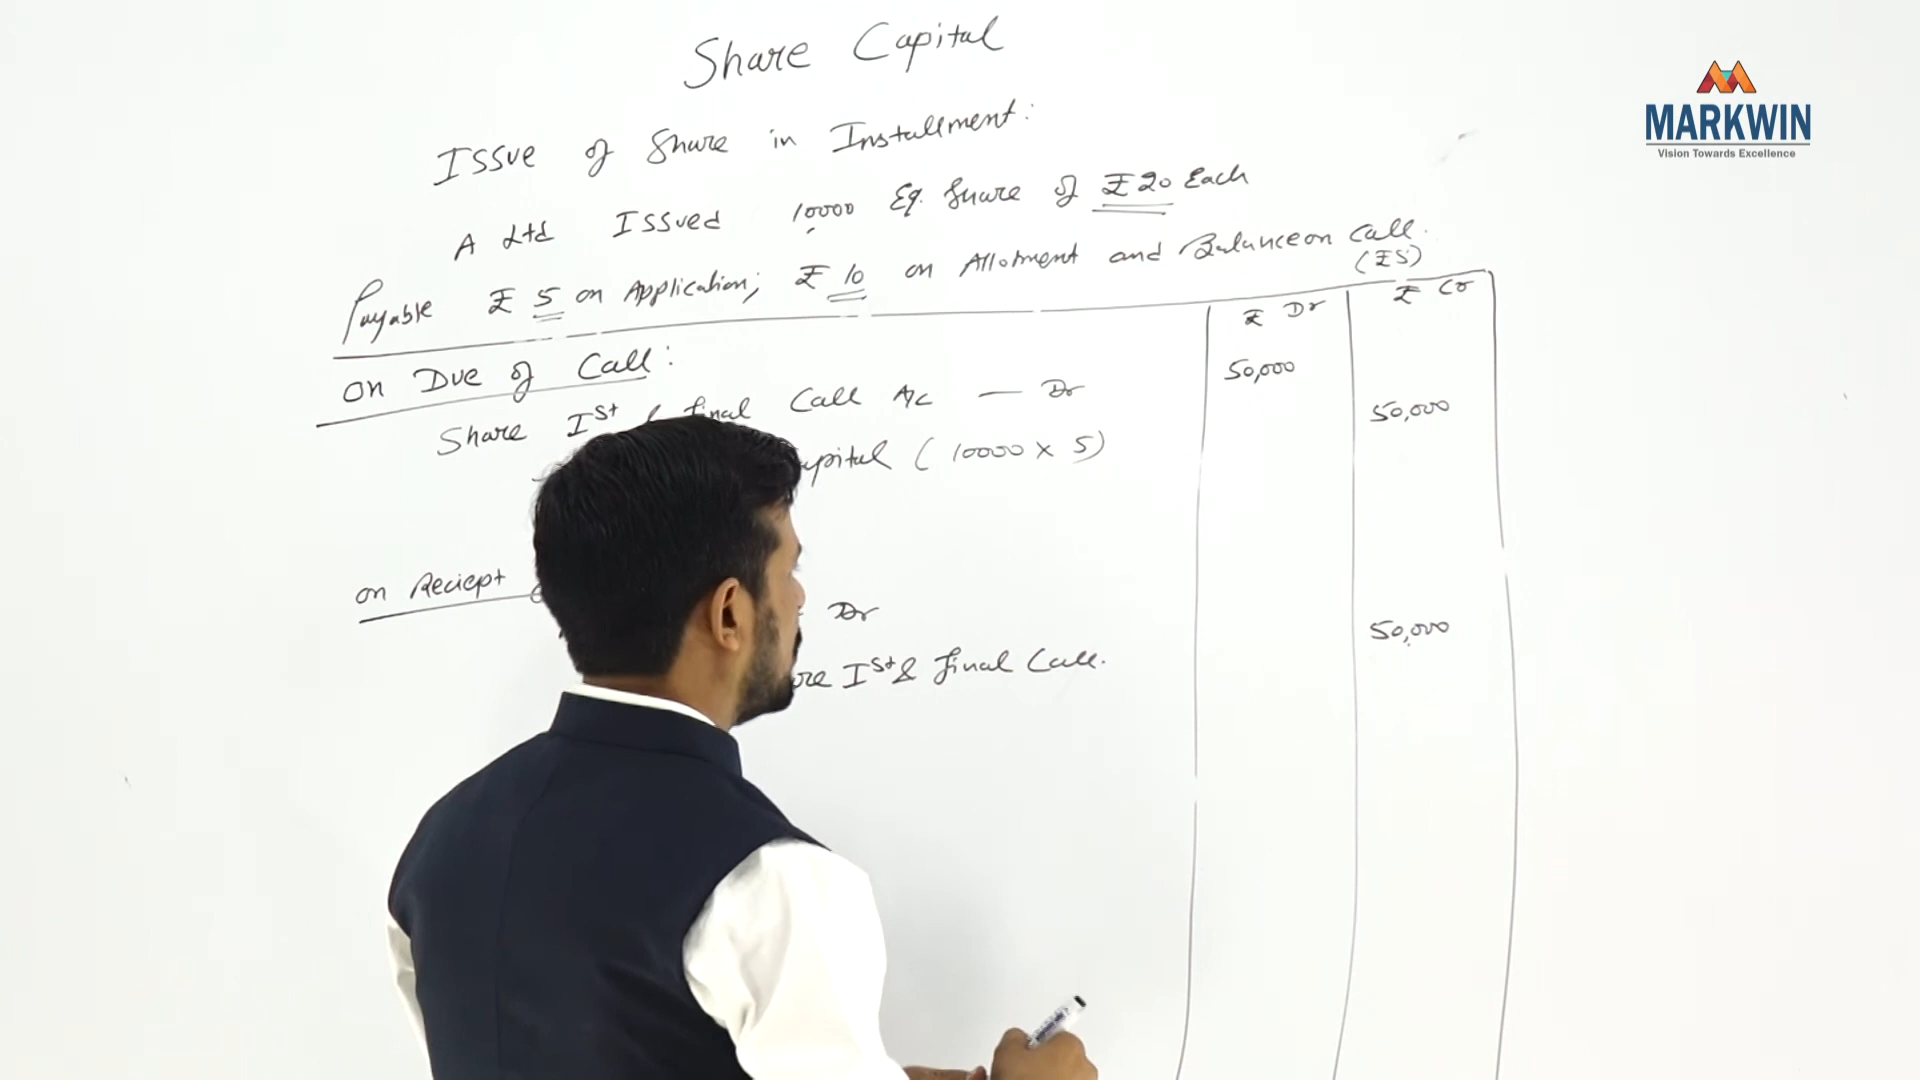 Share Capital
MARKWIN
Vision Towards Excellence
Issue of Share in Installment:
A Ltd Issued 10000 Eq. Share of ₹20 Each
Payable ₹ 5 on Application; ₹ 10 on Allotment and Balance on Call.
(₹5)
₹ Dr ₹ Cr
on Due of Call:
Share Ist final Call A/c — Dr 50,000
(10000 x 5) 50,000
on Reciept
Dr
Ist & final Call. 50,000